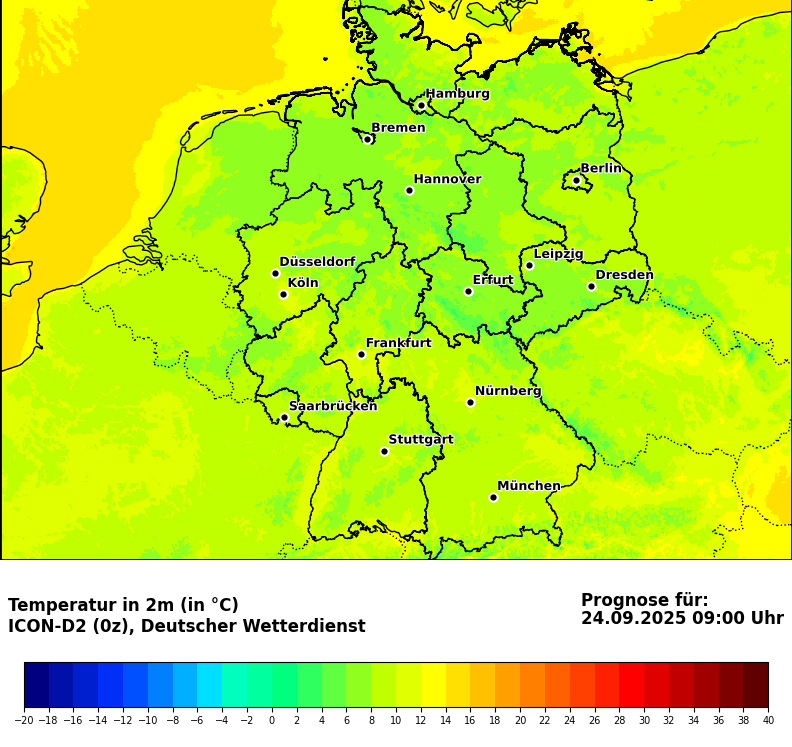 Hamburg
Bremen
Berlin
Hannover
Leipzig
Düsseldorf
Dresden
Köln
Erfurt
Frankfurt
Nürnberg
Saarbrücken
Stuttgart
München
Temperatur in 2m (in °C)
ICON-D2 (0z), Deutscher Wetterdienst
Prognose für:
24.09.2025 09:00 Uhr
−20 −18 −16 −14 −12 −10 −8 −6 −4 −2 0 2 4 6 8 10 12 14 16 18 20 22 24 26 28 30 32 34 36 38 40